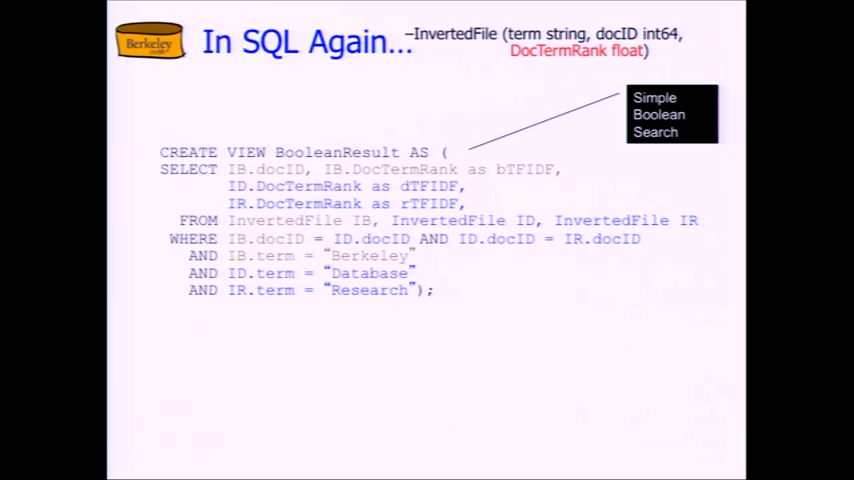 Berkeley
In SQL Again…
–InvertedFile (term string, docID int64,
DocTermRank float)
Simple
Boolean
Search
CREATE VIEW BooleanResult AS (
SELECT IB.docID, IB.DocTermRank as bTFIDF,
ID.DocTermRank as dTFIDF,
IR.DocTermRank as rTFIDF,
FROM InvertedFile IB, InvertedFile ID, InvertedFile IR
WHERE IB.docID = ID.docID AND ID.docID = IR.docID
AND IB.term = “Berkeley”
AND ID.term = “Database”
AND IR.term = “Research”);